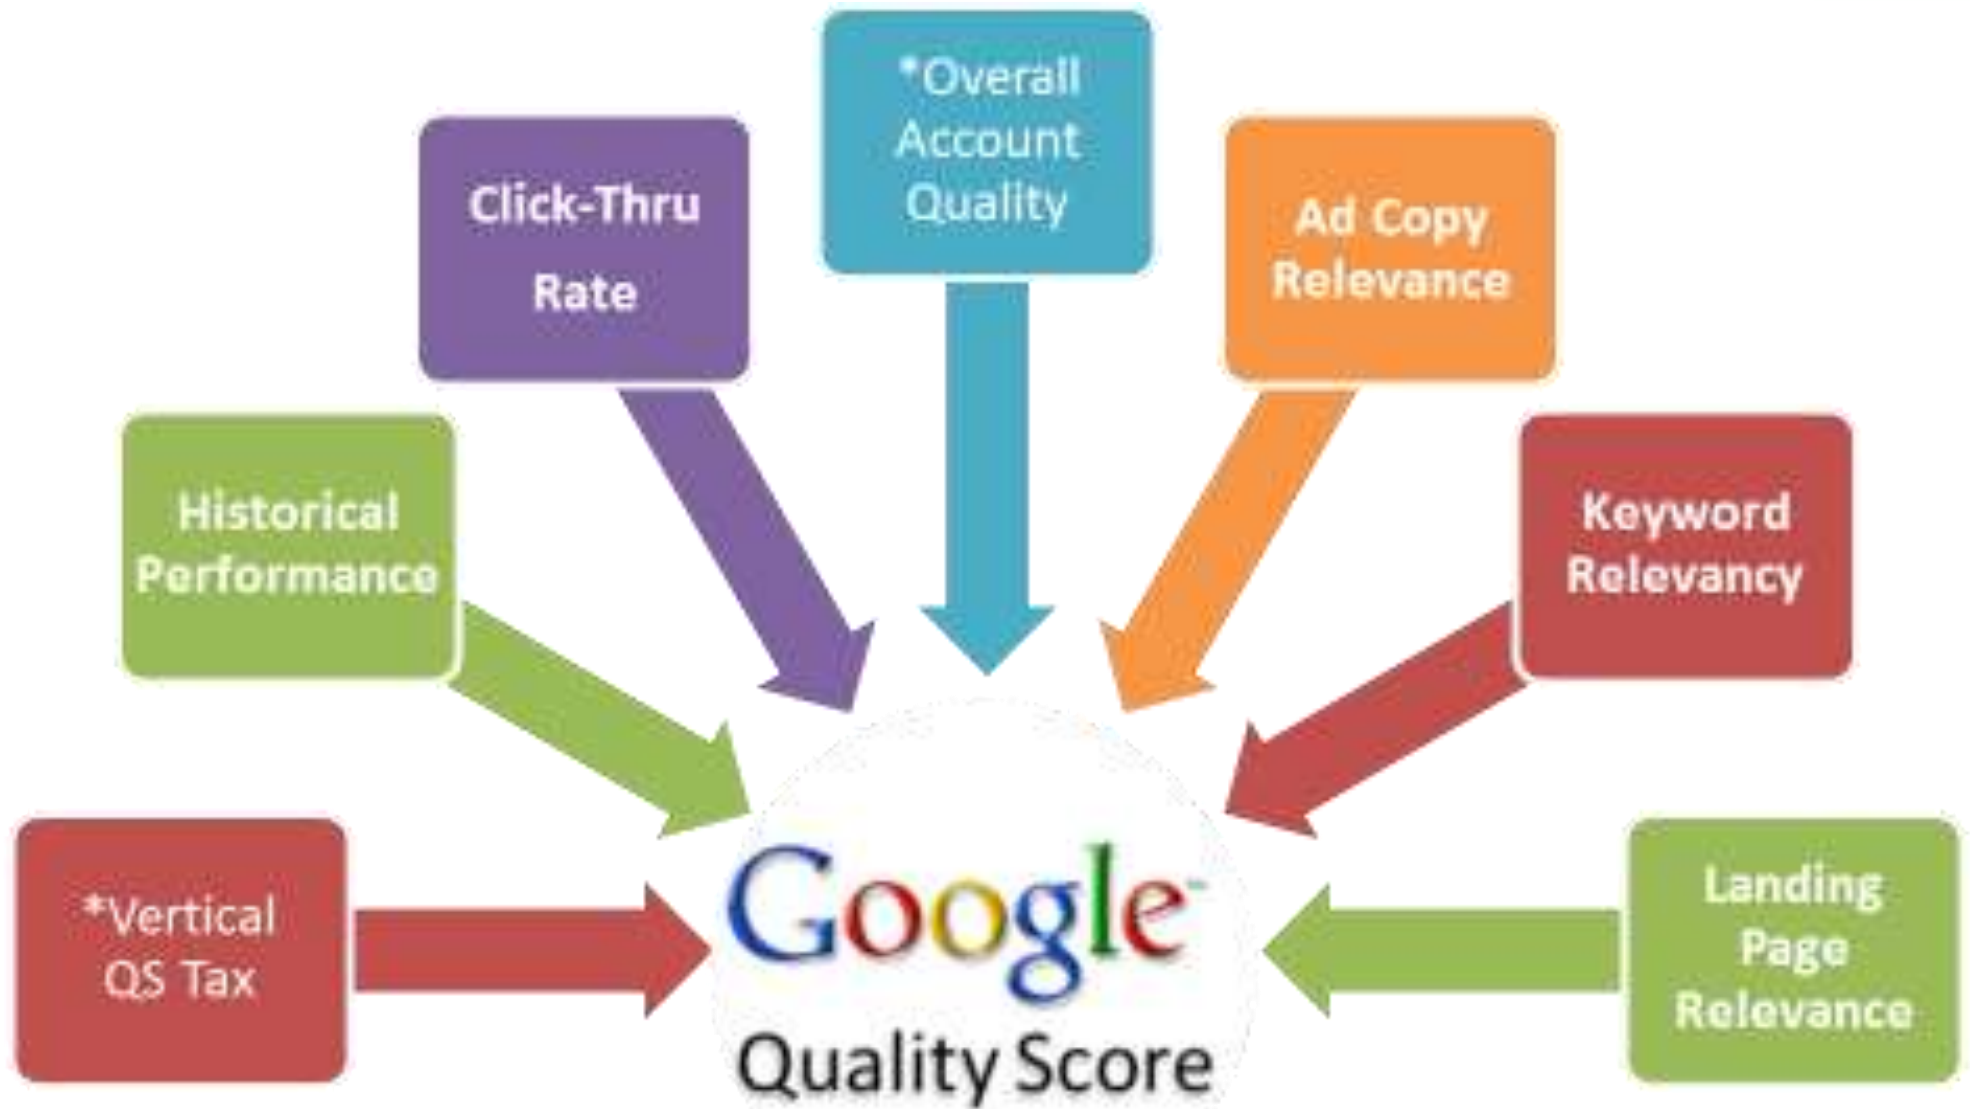 *Overall
Account
Quality
Click-Thru
Rate
Ad Copy
Relevance
Historical
Performance
Keyword
Relevancy
*Vertical
QS Tax
Landing
Page
Relevance
Google™
Quality Score